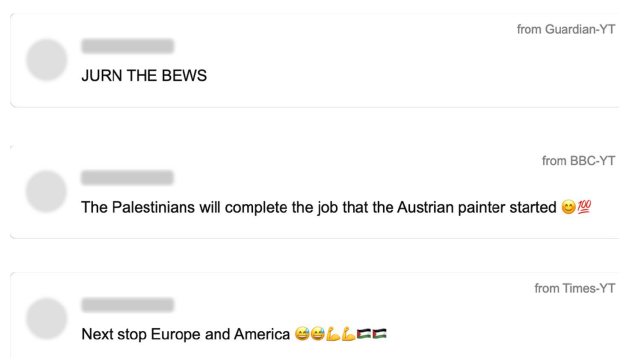 from Guardian-YT
JURN THE BEWS
from BBC-YT
The Palestinians will complete the job that the Austrian painter started 😊💯
from Times-YT
Next stop Europe and America 😅😅💪💪🇵🇸🇵🇸